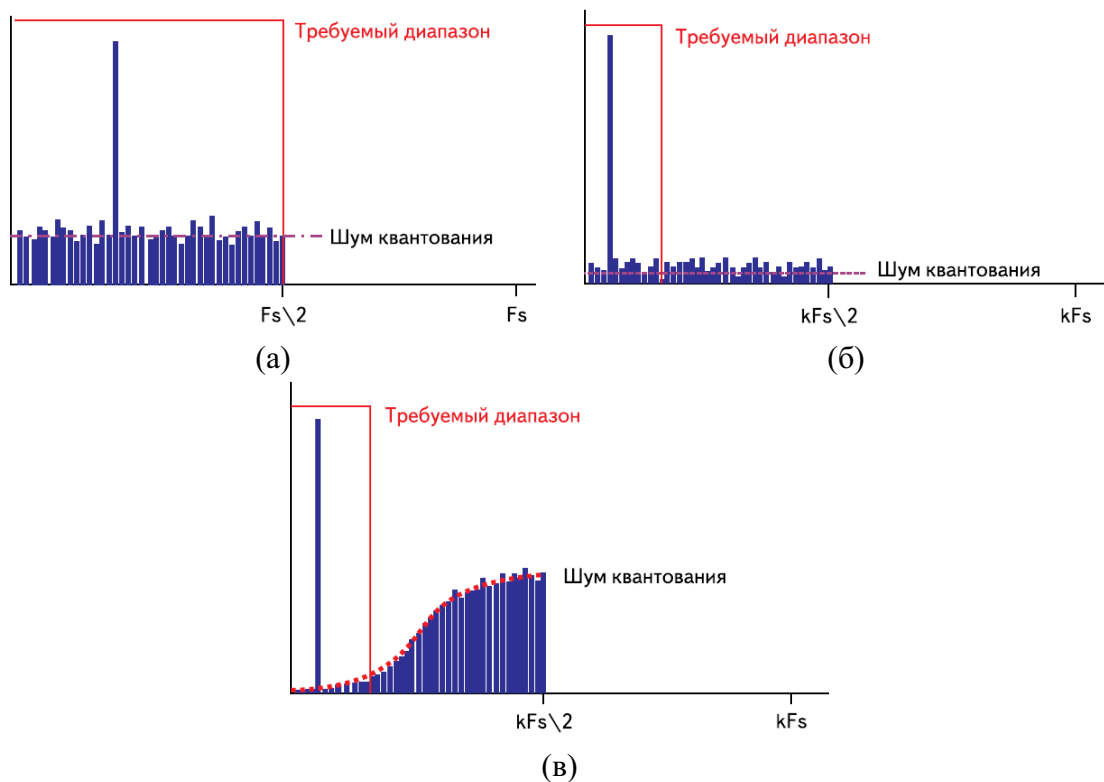 Требуемый диапазон
Шум квантования
Fs\2
Fs
(а)
Требуемый диапазон
Шум квантования
kFs\2
kFs
(б)
Требуемый диапазон
Шум квантования
kFs\2
kFs
(в)